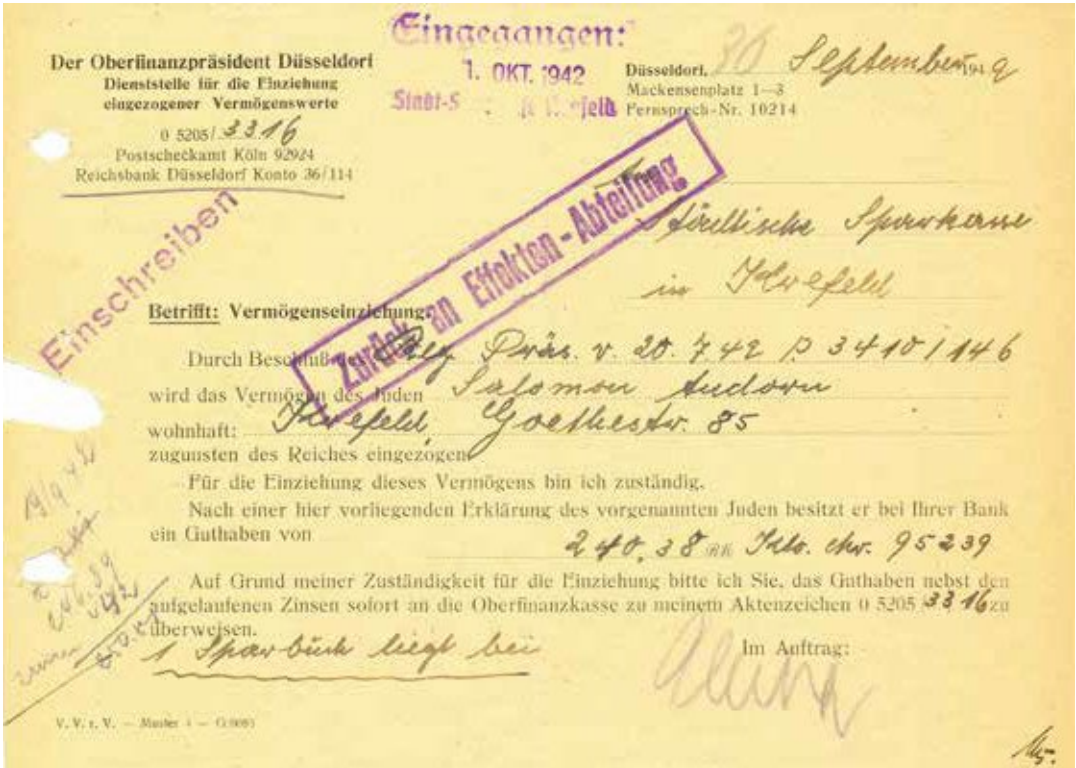 Eingegangen:
1. OKT. 1942
Stadt-S
Der Oberfinanzpräsident Düsseldorf
Dienststelle für die Einziehung
eingezogener Vermögenswerte
0 5205/3316
Postscheckamt Köln 92924
Reichsbank Düsseldorf Konto 36/114
Düsseldorf, 30 September 194
Mackensenplatz 1—3
Fernsprech-Nr. 10214
Einschreiben
Zurück an Effekten-Abteilung
Städtische Sparkasse
in Krefeld
Betrifft: Vermögenseinziehung.
Durch Beschluß des Reg Präs. v. 20. 7 42 P 3410/146
wird das Vermögen des Juden Salomon Andorn
wohnhaft: Krefeld, Goethestr. 85
zugunsten des Reiches eingezogen
Für die Einziehung dieses Vermögens bin ich zuständig.
Nach einer hier vorliegenden Erklärung des vorgenannten Juden besitzt er bei Ihrer Bank
ein Guthaben von
240,38 RM Kto. 95239
Auf Grund meiner Zuständigkeit für die Einziehung bitte ich Sie, das Guthaben nebst den
aufgelaufenen Zinsen sofort an die Oberfinanzkasse zu meinem Aktenzeichen 0 5205/3316 zu
überweisen.
1 Sparbuch liegt bei
Im Auftrag:
V. V. r. V. — Muster 4 —